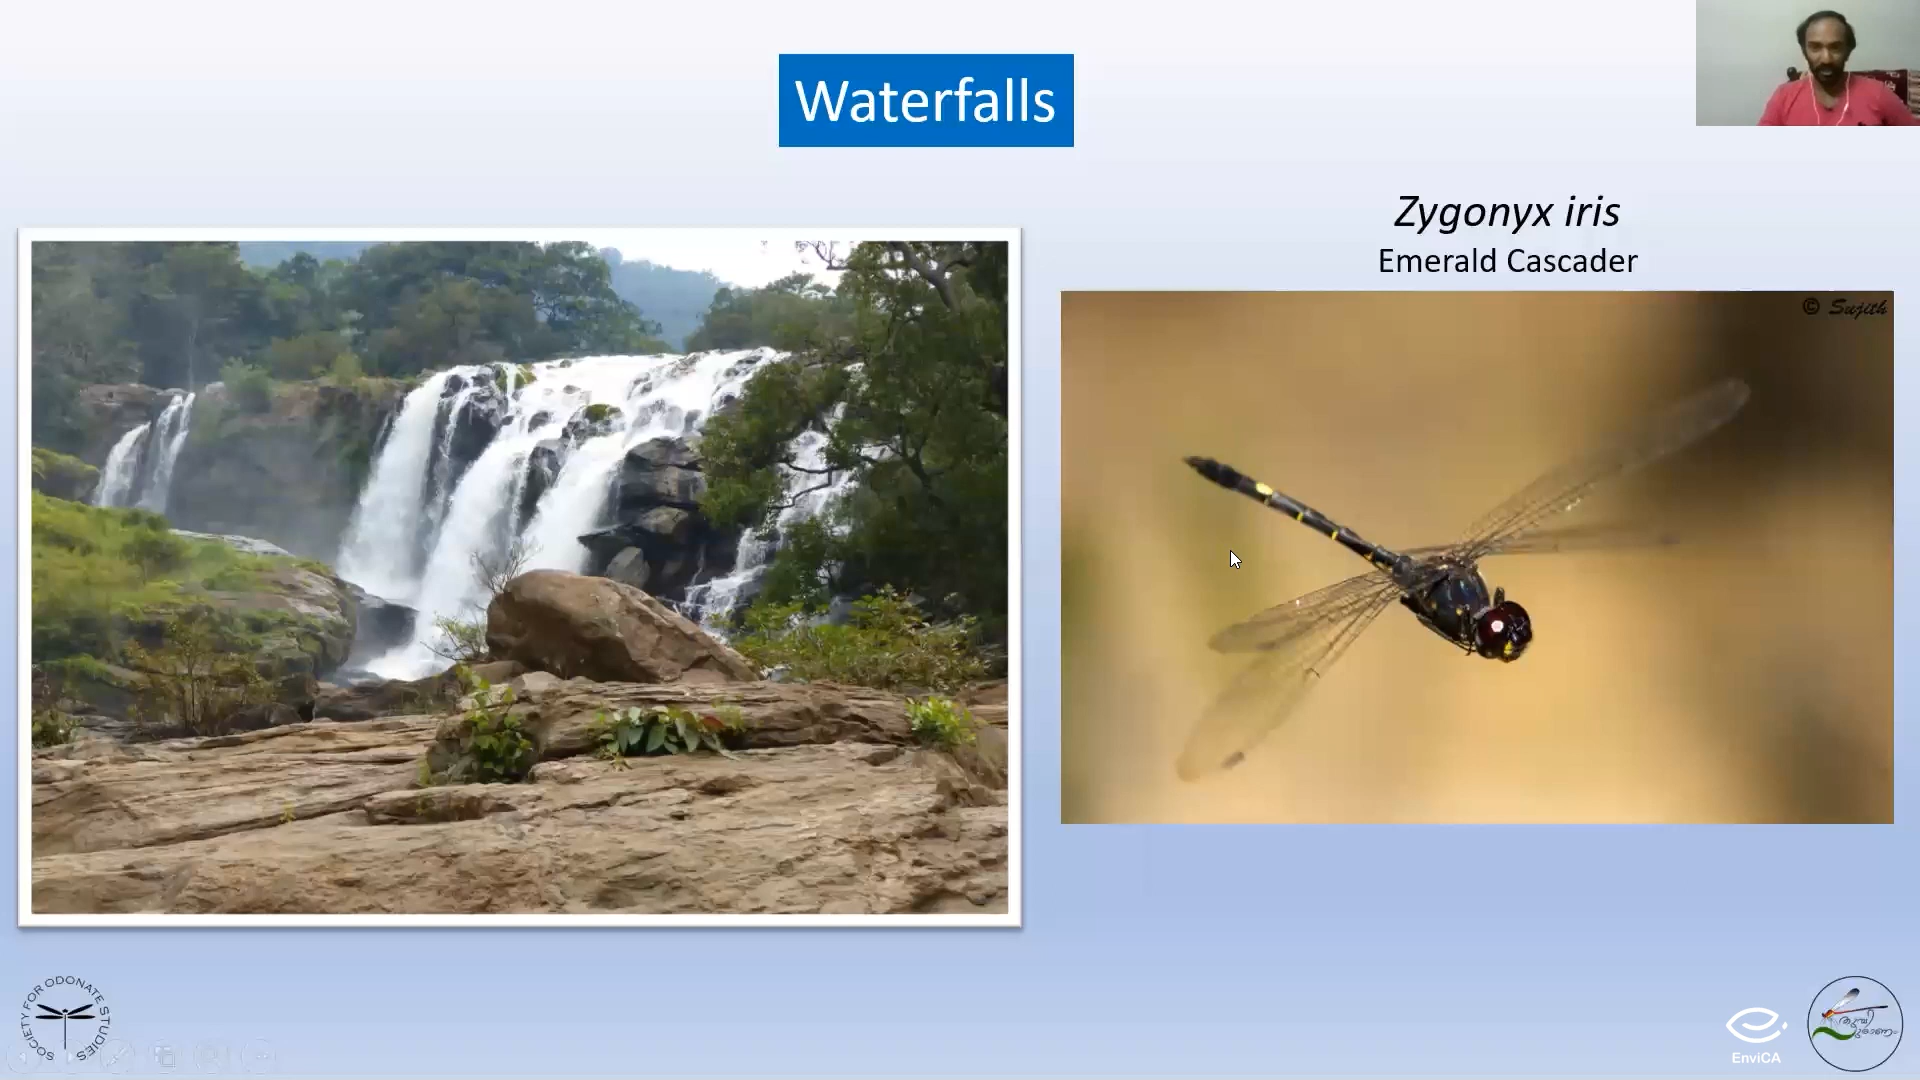 Waterfalls
Zygonyx iris
Emerald Cascader
© Sujith
SOCIETY FOR ODONATE STUDIES
EnviCA